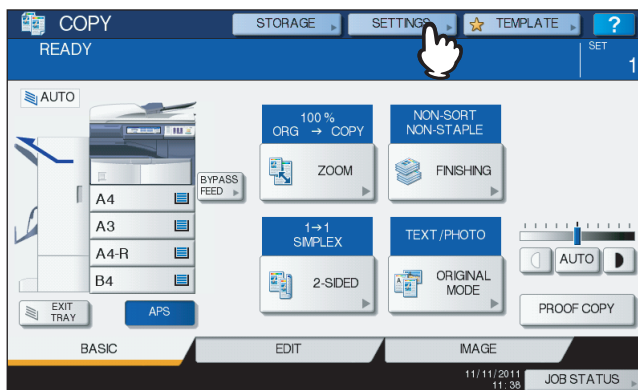 COPY
STORAGE
SETTINGS
TEMPLATE
?
READY
SET
1
AUTO
100 %
ORG → COPY
NON-SORT
NON-STAPLE
BYPASS
FEED
ZOOM
FINISHING
A4
A3
A4-R
B4
1→1
SIMPLEX
TEXT/PHOTO
2-SIDED
ORIGINAL
MODE
AUTO
EXIT
TRAY
APS
PROOF COPY
BASIC
EDIT
IMAGE
11/11/2011
11:38
JOB STATUS